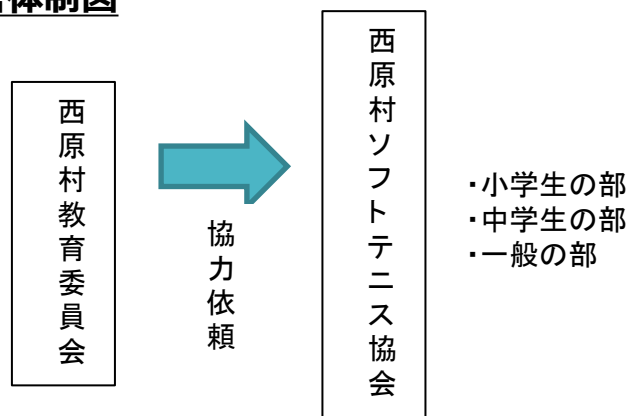 体制図
西原村教育委員会
協力依頼
西原村ソフトテニス協会
・小学生の部
・中学生の部
・一般の部